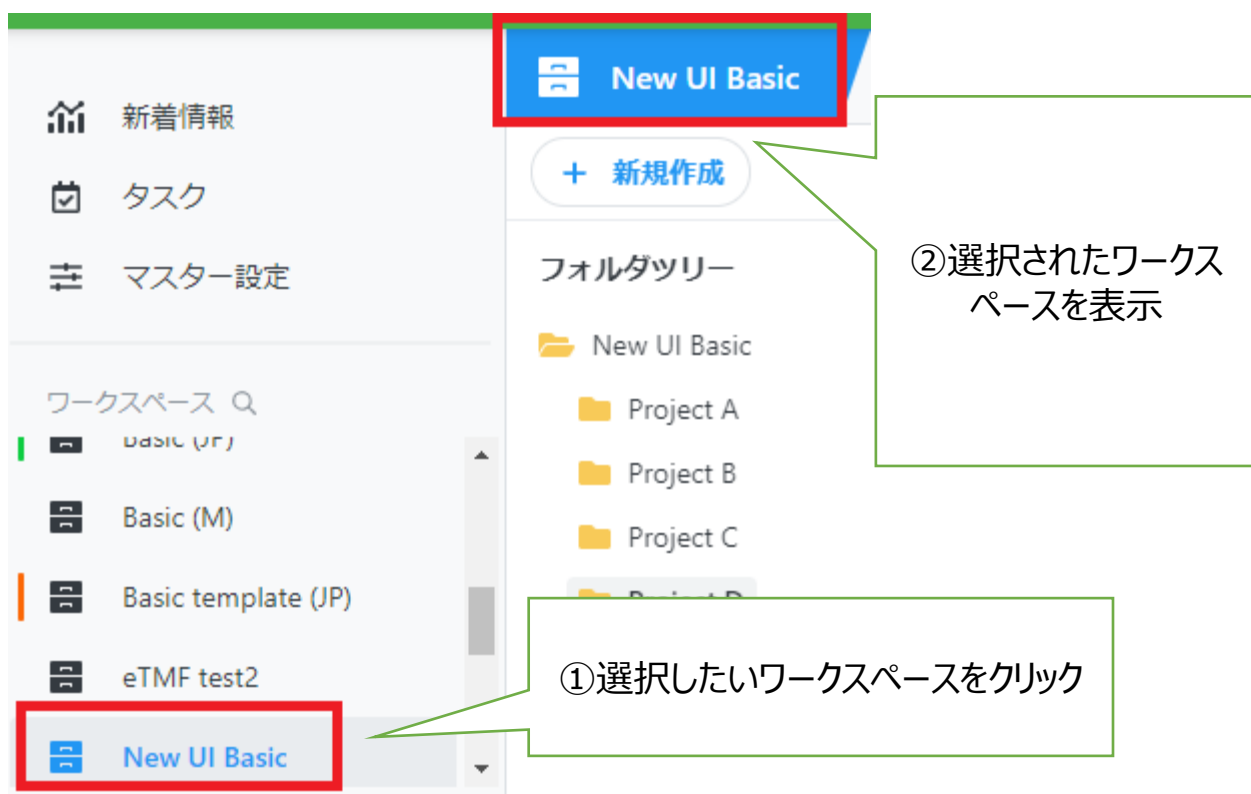 新着情報
タスク
マスター設定
ワークスペース
Basic (JP)
Basic (M)
Basic template (JP)
eTMF test2
New UI Basic
New UI Basic
+ 新規作成
フォルダツリー
New UI Basic
Project A
Project B
Project C
Project D
②選択されたワークス
ペースを表示
①選択したいワークスペースをクリック